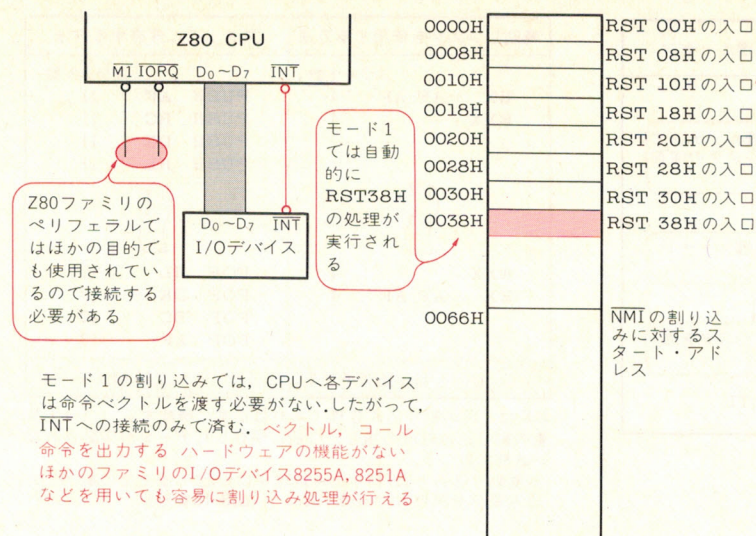 Z80 CPU
M1 IORQ D0~D7 INT
Z80ファミリの
ペリフェラルで
はほかの目的で
も使用されてい
るので接続する
必要がある
D0~D7 INT
I/Oデバイス
モード1
では自動
的に
RST38H
の処理が
実行され
る
0000H RST 00Hの入口
0008H RST 08Hの入口
0010H RST 10Hの入口
0018H RST 18Hの入口
0020H RST 20Hの入口
0028H RST 28Hの入口
0030H RST 30Hの入口
0038H RST 38Hの入口
0066H NMIの割り込
みに対するス
タート・アド
レス
モード1の割り込みでは,CPUへ各デバイス
は命令ベクトルを渡す必要がない.したがって,
INTへの接続のみで済む.ベクトル,コール
命令を出力する ハードウェアの機能がない
ほかのファミリのI/Oデバイス8255A,8251A
などを用いても容易に割り込み処理が行える